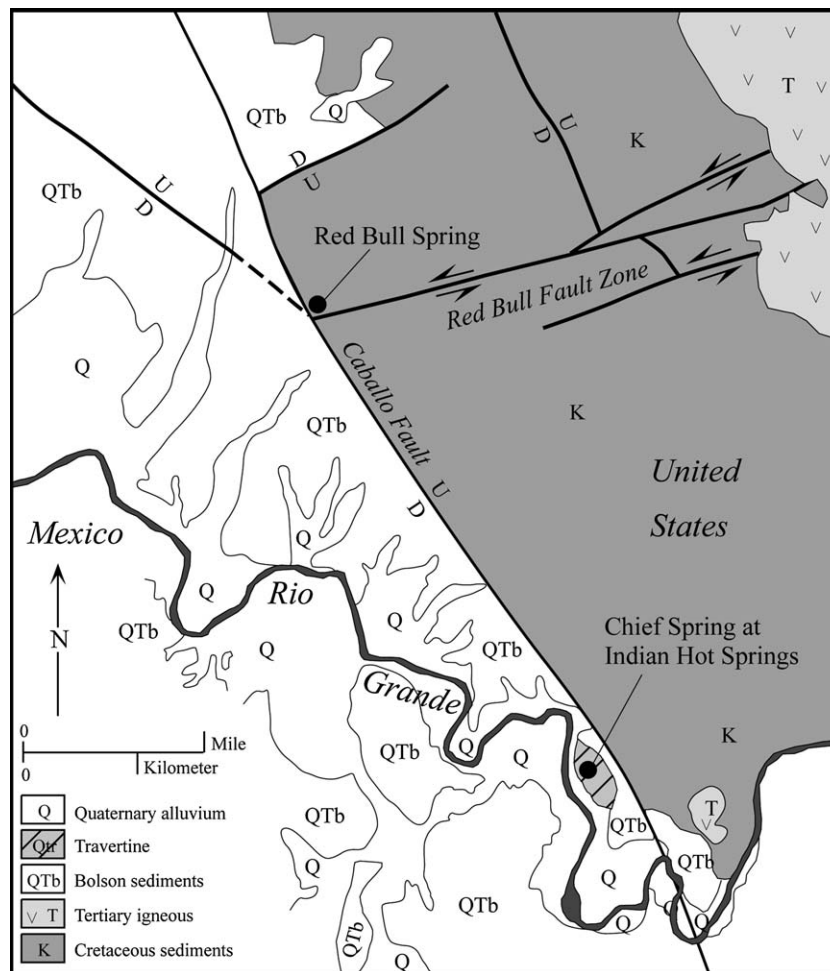 QTb
Q
T
U
D
K
D
U
U
D
QTb
Red Bull Spring
Red Bull Fault Zone
Q
Caballo Fault
K
QTb
U
D
United
States
Mexico
Q
Q
Rio
N
QTb
Q
Q
QTb
Chief Spring at
Indian Hot Springs
Grande
Q
Q
K
QTb
T
0
Mile
0
Kilometer
QTb
QTb
QTb
Q
Q
Q
Q
Q
QTb
QTb
Q
Q Quaternary alluvium
Qtr Travertine
QTb Bolson sediments
V T Tertiary igneous
K Cretaceous sediments